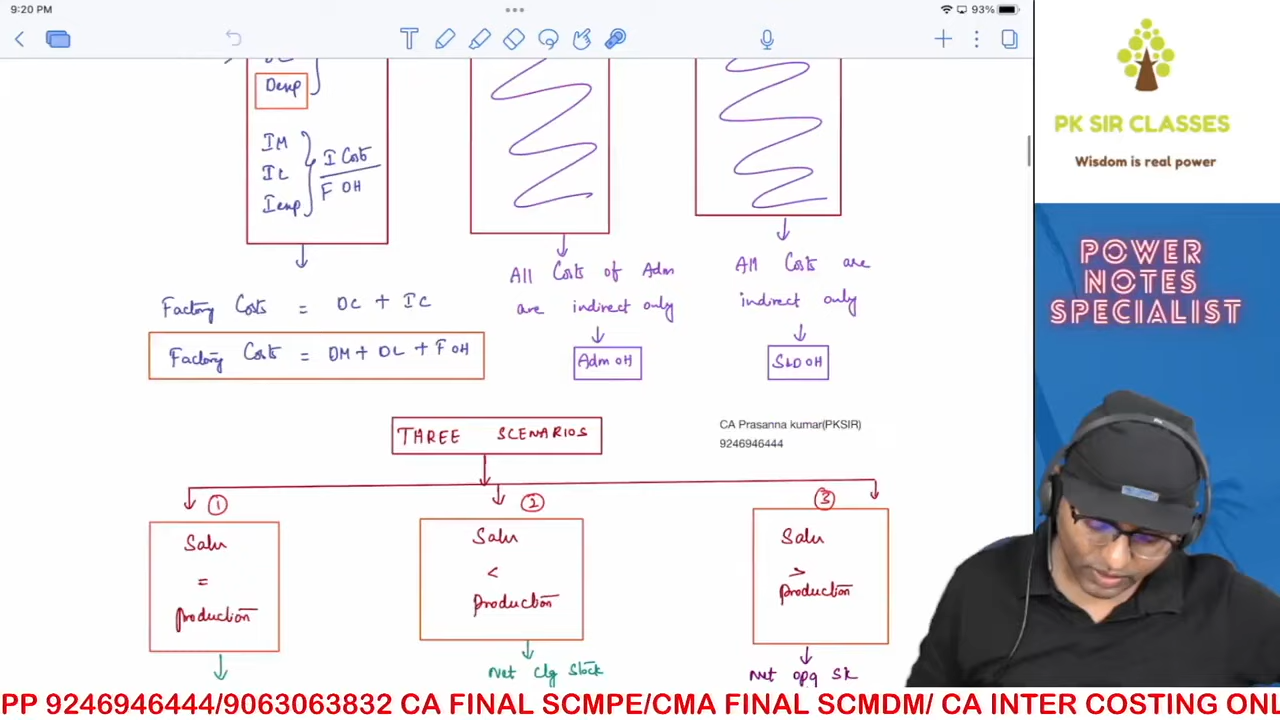 9:20 PM
93%
PK SIR CLASSES
Wisdom is real power
POWER
NOTES
SPECIALIST
Dexp
IM
IL
Iexp
I Cost
F OH
Factory Costs = DC + IC
Factory Costs = DM + DL + F OH
All Costs of Adm
are indirect only
Adm OH
All Costs are
indirect only
S&D OH
THREE SCENARIOS
CA Prasanna kumar(PKSIR)
9246946444
1
Sales
=
production
2
Sales
<
production
Net clg Stock
3
Sales
>
production
Net opg Sk
PP 9246946444/9063063832 CA FINAL SCMPE/CMA FINAL SCMDM/ CA INTER COSTING ONL